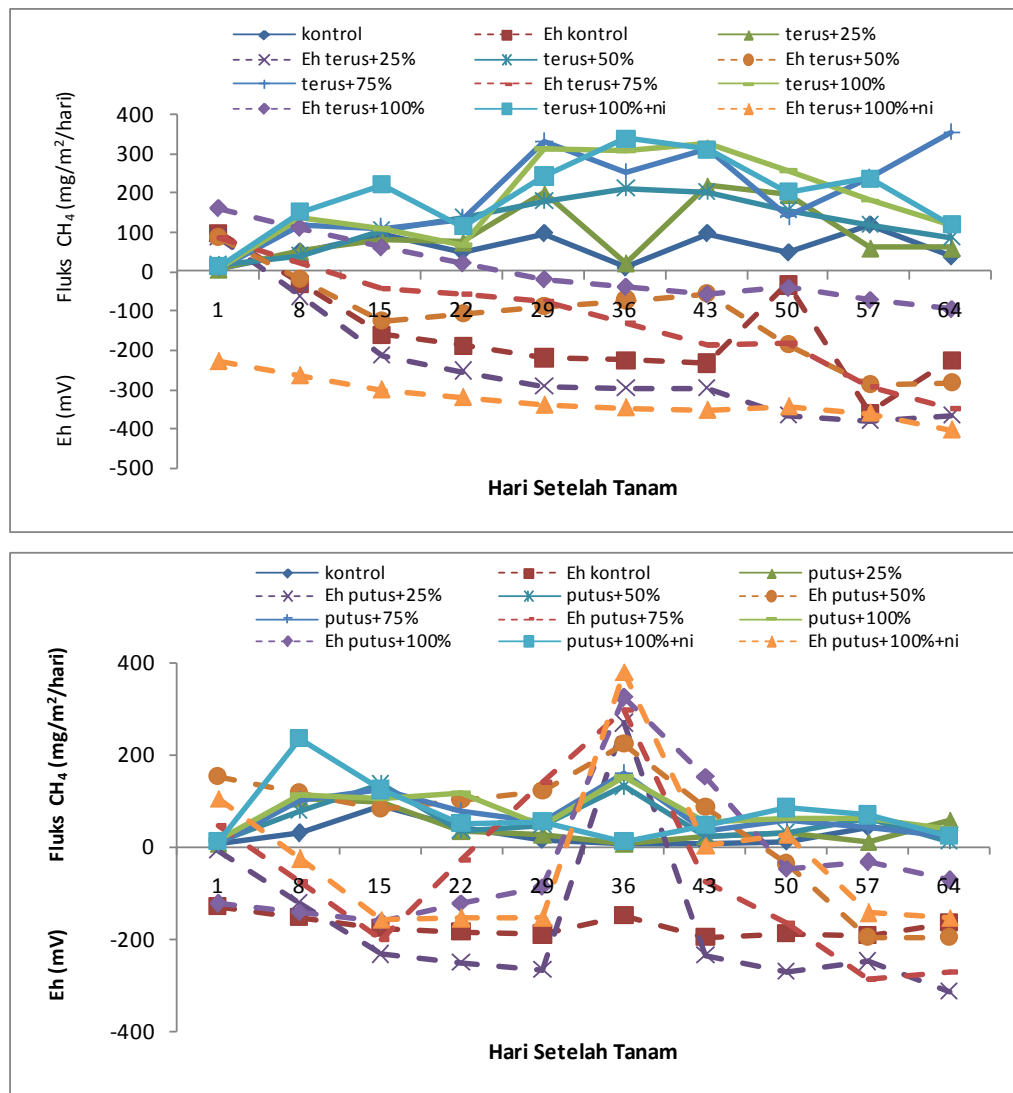 kontrol Eh kontrol terus+25%
Eh terus+25% terus+50% Eh terus+50%
terus+75% Eh terus+75% terus+100%
Eh terus+100% terus+100%+ni Eh terus+100%+ni
Fluks CH₄ (mg/m²/hari)
Eh (mV)
400
300
200
100
0
-100
-200
-300
-400
-500
1 8 15 22 29 36 43 50 57 64
Hari Setelah Tanam
kontrol Eh kontrol putus+25%
Eh putus+25% putus+50% Eh putus+50%
putus+75% Eh putus+75% putus+100%
Eh putus+100% putus+100%+ni Eh putus+100%+ni
Fluks CH₄ (mg/m²/hari)
Eh (mV)
400
200
0
-200
-400
1 8 15 22 29 36 43 50 57 64
Hari Setelah Tanam